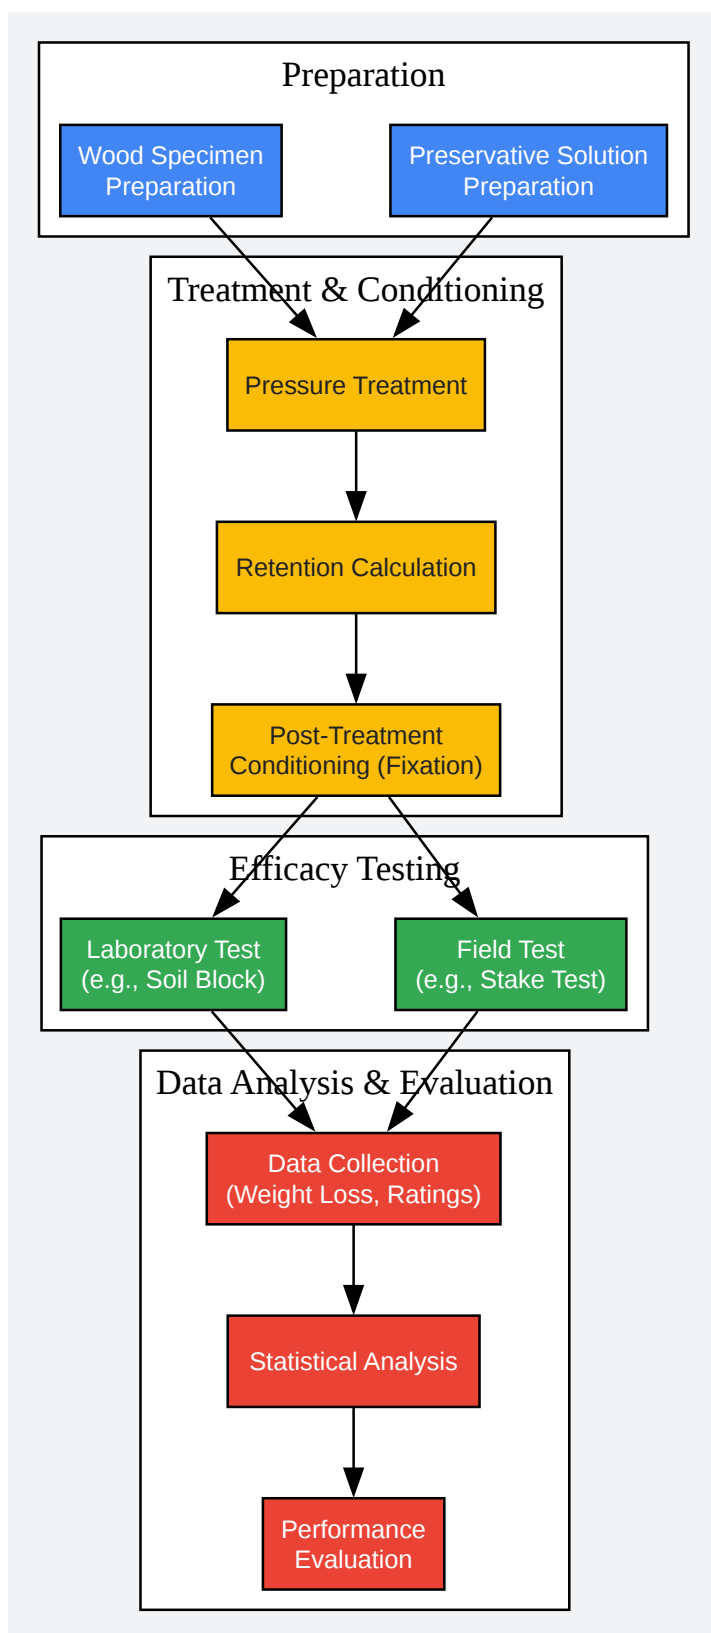 Preparation
Wood Specimen
Preparation
Preservative Solution
Preparation
Treatment & Conditioning
Pressure Treatment
Retention Calculation
Post-Treatment
Conditioning (Fixation)
Efficacy Testing
Laboratory Test
(e.g., Soil Block)
Field Test
(e.g., Stake Test)
Data Analysis & Evaluation
Data Collection
(Weight Loss, Ratings)
Statistical Analysis
Performance
Evaluation